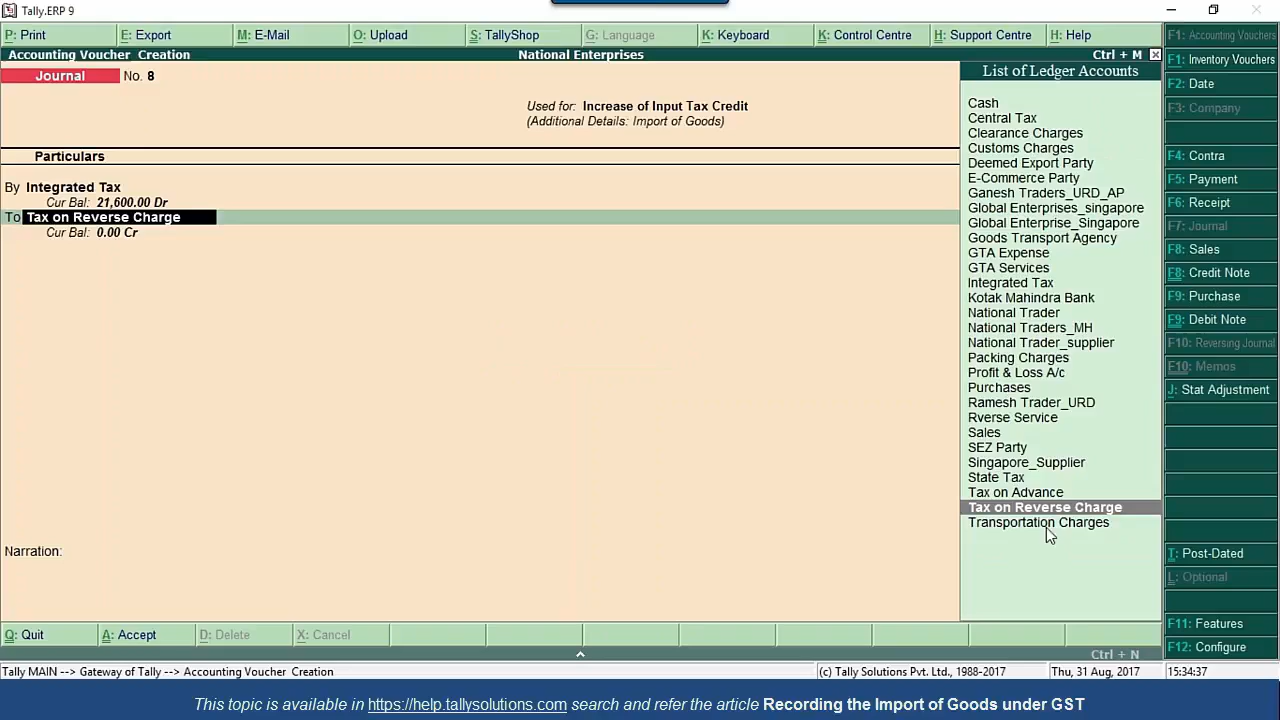 Tally.ERP 9
P: Print E: Export M: E-Mail O: Upload S: TallyShop G: Language K: Keyboard K: Control Centre H: Support Centre H: Help
Accounting Voucher Creation National Enterprises Ctrl + M
Journal No. 8
Used for: Increase of Input Tax Credit
(Additional Details: Import of Goods)
Particulars
By Integrated Tax
Cur Bal: 21,600.00 Dr
To Tax on Reverse Charge
Cur Bal: 0.00 Cr
Narration:
List of Ledger Accounts
Cash
Central Tax
Clearance Charges
Customs Charges
Deemed Export Party
E-Commerce Party
Ganesh Traders_URD_AP
Global Enterprises_singapore
Global Enterprise_Singapore
Goods Transport Agency
GTA Expense
GTA Services
Integrated Tax
Kotak Mahindra Bank
National Trader
National Traders_MH
National Trader_supplier
Packing Charges
Profit & Loss A/c
Purchases
Ramesh Trader_URD
Rverse Service
Sales
SEZ Party
Singapore_Supplier
State Tax
Tax on Advance
Tax on Reverse Charge
Transportation Charges
F1: Accounting Vouchers
F1: Inventory Vouchers
F2: Date
F3: Company
F4: Contra
F5: Payment
F6: Receipt
F7: Journal
F8: Sales
F8: Credit Note
F9: Purchase
F9: Debit Note
F10: Reversing Journal
F10: Memos
J: Stat Adjustment
T: Post-Dated
L: Optional
F11: Features
F12: Configure
Q: Quit A: Accept D: Delete X: Cancel
Ctrl + N
Tally MAIN --> Gateway of Tally --> Accounting Voucher Creation (c) Tally Solutions Pvt. Ltd., 1988-2017 Thu, 31 Aug, 2017 15:34:37
This topic is available in https://help.tallysolutions.com search and refer the article Recording the Import of Goods under GST